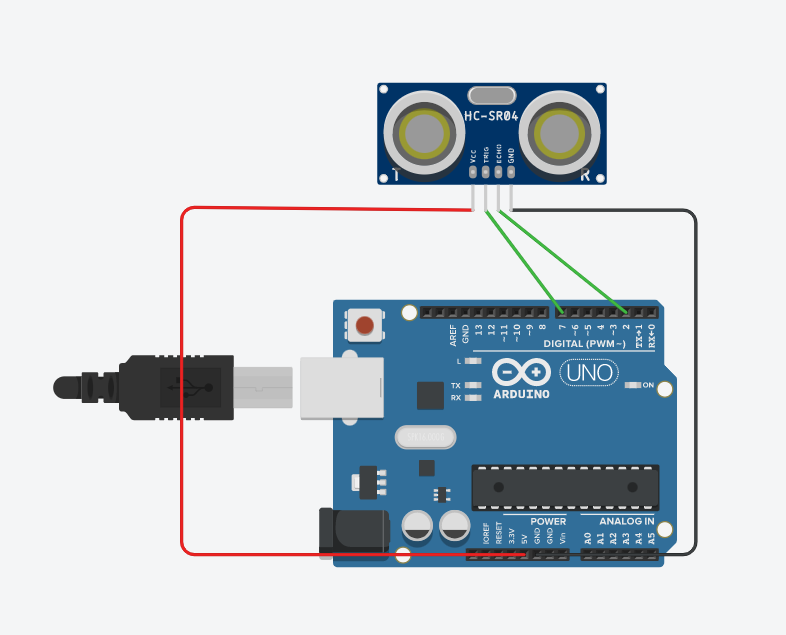 HC-SR04
VCC
TRIG
ECHO
GND
T
R
AREF
GND
13
12
~11
~10
~9
8
7
~6
~5
4
~3
2
TX→1
RX←0
DIGITAL (PWM~)
L
TX
RX
ARDUINO
UNO
ON
POWER
ANALOG IN
IOREF
RESET
3.3V
5V
GND
GND
Vin
A0
A1
A2
A3
A4
A5